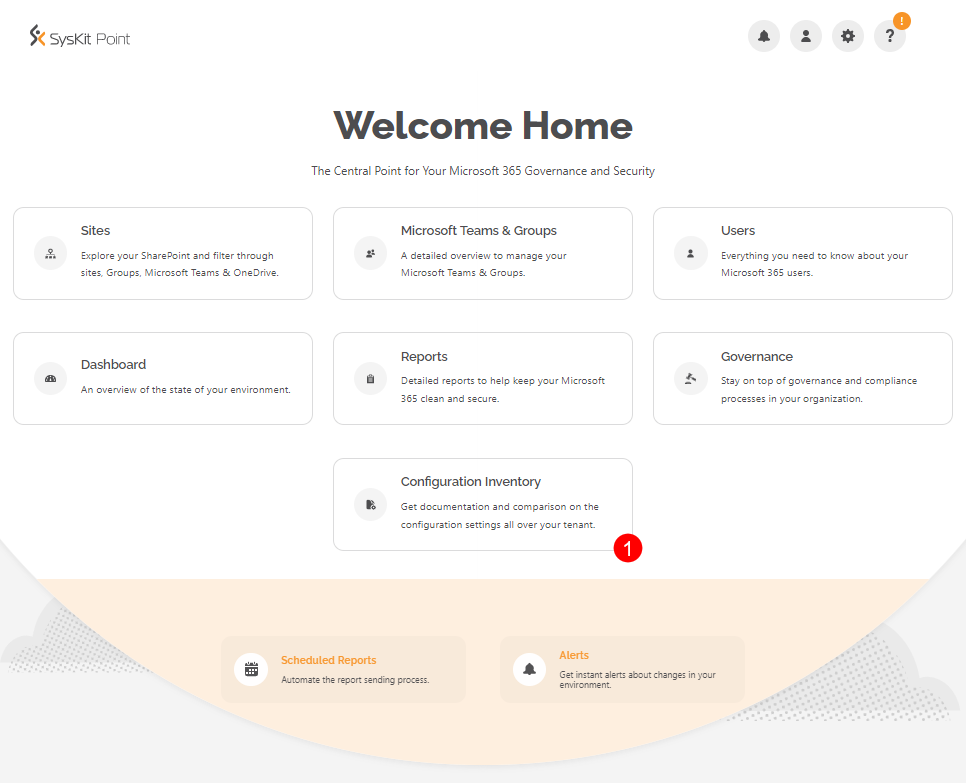 SysKit Point
!
?
Welcome Home
The Central Point for Your Microsoft 365 Governance and Security
Sites
Explore your SharePoint and filter through
sites, Groups, Microsoft Teams & OneDrive.
Microsoft Teams & Groups
A detailed overview to manage your
Microsoft Teams & Groups.
Users
Everything you need to know about your
Microsoft 365 users.
Dashboard
An overview of the state of your environment.
Reports
Detailed reports to help keep your Microsoft
365 clean and secure.
Governance
Stay on top of governance and compliance
processes in your organization.
Configuration Inventory
Get documentation and comparison on the
configuration settings all over your tenant.
1
Scheduled Reports
Automate the report sending process.
Alerts
Get instant alerts about changes in your
environment.